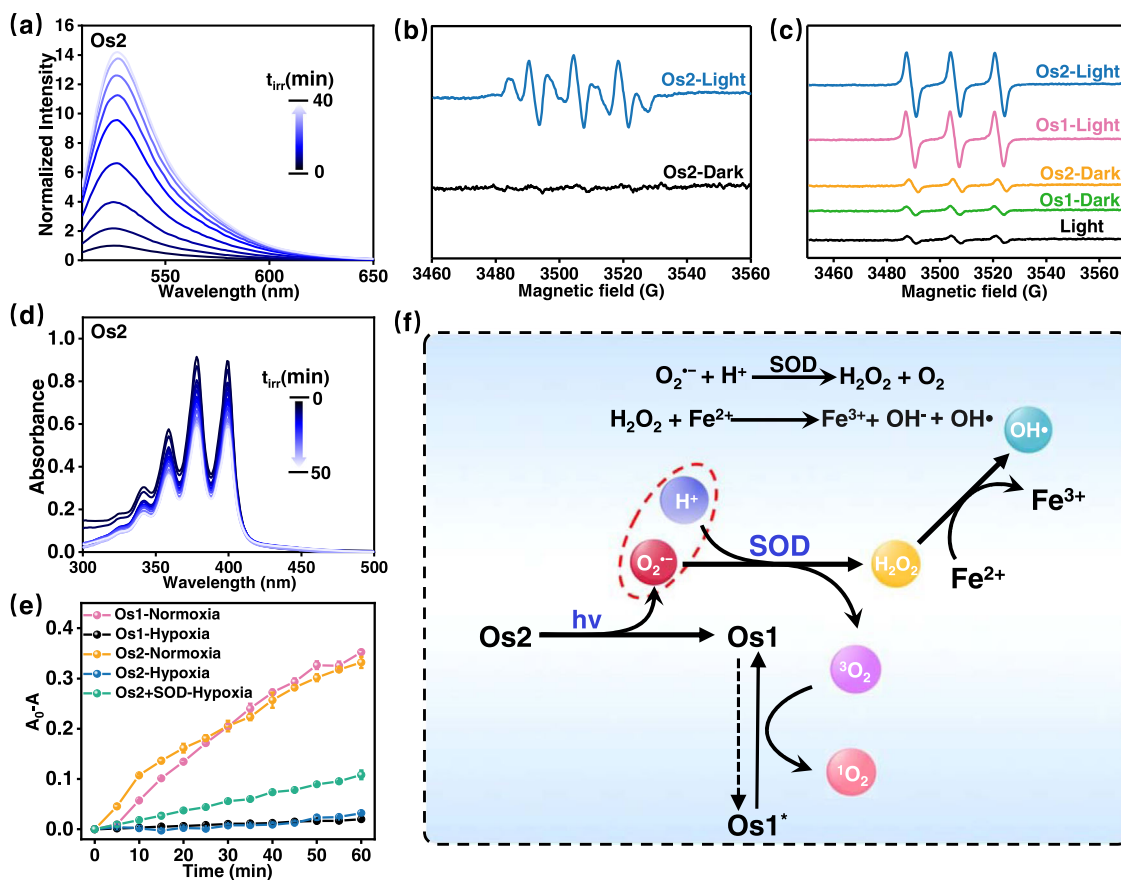 (a)
Os2
16
14
12
10
8
6
4
2
0
Normalized Intensity
t_irr(min)
40
0
550
600
650
Wavelength (nm)
(b)
Os2-Light
Os2-Dark
3460
3480
3500
3520
3540
3560
Magnetic field (G)
(c)
Os2-Light
Os1-Light
Os2-Dark
Os1-Dark
Light
3460
3480
3500
3520
3540
3560
Magnetic field (G)
(d)
Os2
1.0
0.8
0.6
0.4
0.2
0.0
Absorbance
t_irr(min)
0
50
300
350
400
450
500
Wavelength (nm)
(e)
Os1-Normoxia
Os1-Hypoxia
Os2-Normoxia
Os2-Hypoxia
Os2+SOD-Hypoxia
0.4
0.3
0.2
0.1
0.0
A₀-A
0
10
20
30
40
50
60
Time (min)
(f)
O₂•⁻ + H⁺ SOD H₂O₂ + O₂
H₂O₂ + Fe²⁺ Fe³⁺ + OH⁻ + OH•
OH•
H⁺
Fe³⁺
SOD
O₂•⁻
H₂O₂
Fe²⁺
hv
Os2
Os1
³O₂
¹O₂
Os1*